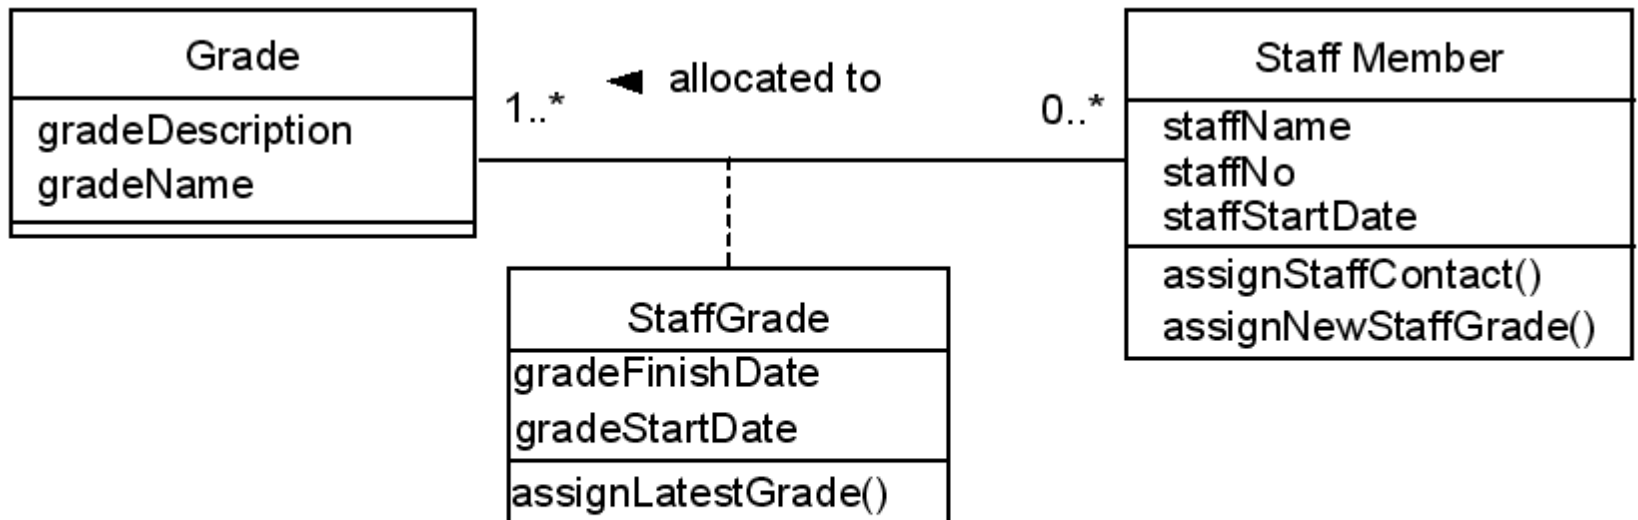 Grade
gradeDescription
gradeName
1..*
◄ allocated to
0..*
Staff Member
staffName
staffNo
staffStartDate
assignStaffContact()
assignNewStaffGrade()
StaffGrade
gradeFinishDate
gradeStartDate
assignLatestGrade()